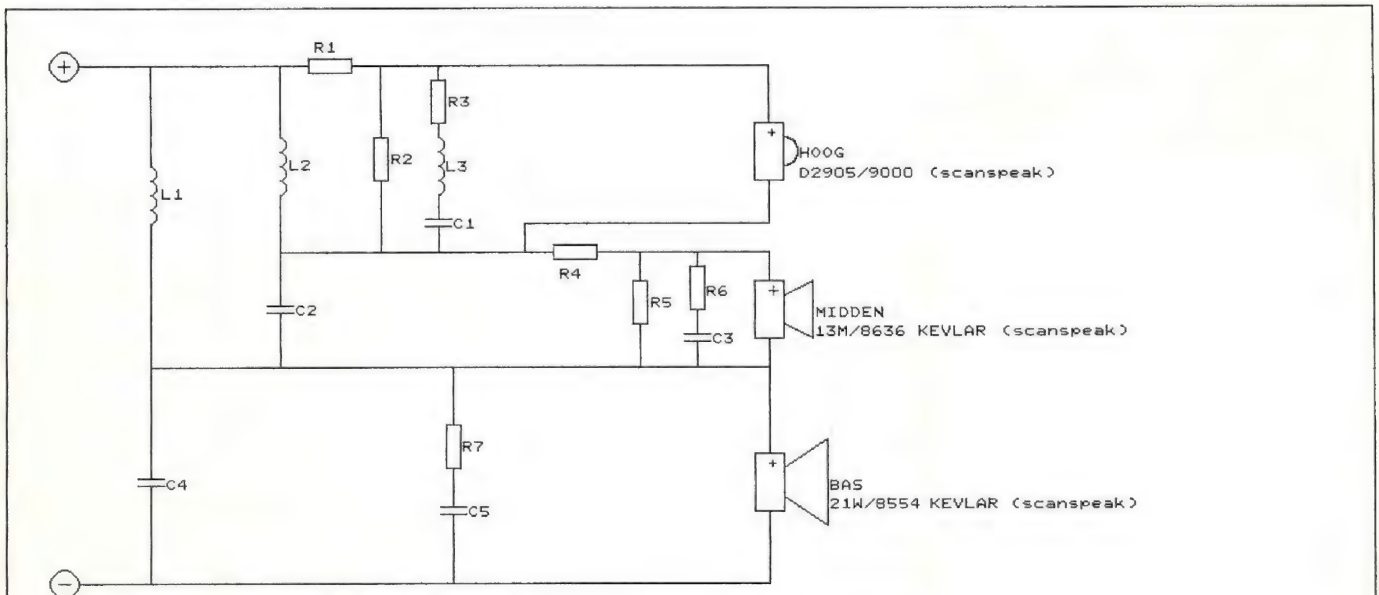 R1
+
R3
R2
L3
L2
L1
C1
+
HOOG
D2905/9000 (scanspeak)
R4
C2
R5
R6
C3
+
MIDDEN
13M/8636 KEVLAR (scanspeak)
R7
C4
C5
+
BAS
21W/8554 KEVLAR (scanspeak)
-